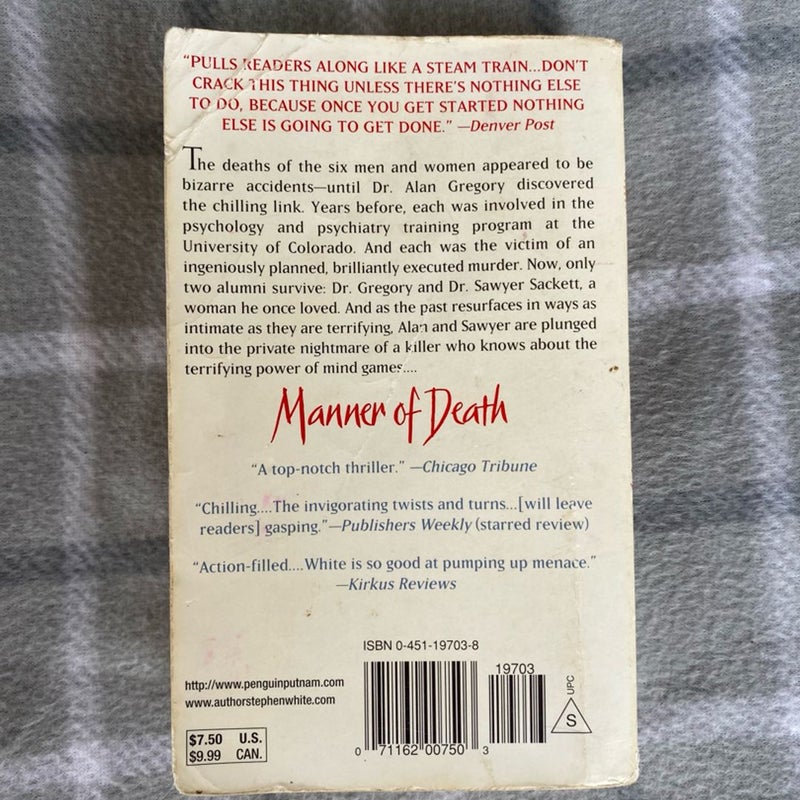 “PULLS READERS ALONG LIKE A STEAM TRAIN...DON’T
CRACK THIS THING UNLESS THERE’S NOTHING ELSE
TO DO, BECAUSE ONCE YOU GET STARTED NOTHING
ELSE IS GOING TO GET DONE.” —Denver Post
The deaths of the six men and women appeared to be
bizarre accidents—until Dr. Alan Gregory discovered
the chilling link. Years before, each was involved in the
psychology and psychiatry training program at the
University of Colorado. And each was the victim of an
ingeniously planned, brilliantly executed murder. Now, only
two alumni survive: Dr. Gregory and Dr. Sawyer Sackett, a
woman he once loved. And as the past resurfaces in ways as
intimate as they are terrifying, Alan and Sawyer are plunged
into the private nightmare of a killer who knows about the
terrifying power of mind games....
Manner of Death
“A top-notch thriller.” —Chicago Tribune
“Chilling....The invigorating twists and turns...[will leave
readers] gasping.”—Publishers Weekly (starred review)
“Action-filled....White is so good at pumping up menace.”
—Kirkus Reviews
ISBN 0-451-19703-8
19703
http://www.penguinputnam.com
www.authorstephenwhite.com
UPC
S
$7.50 U.S.
$9.99 CAN.
0 71162 00750 3